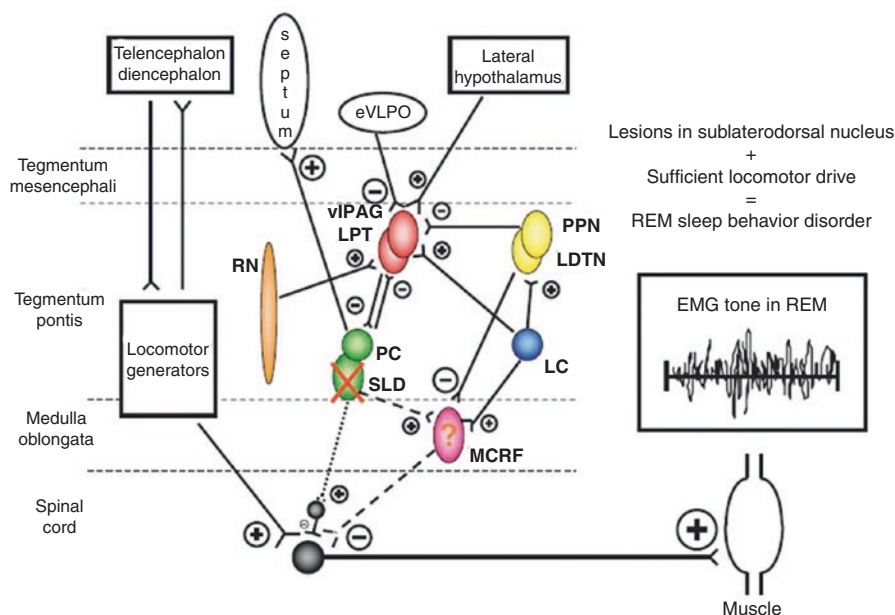 Telencephalon
diencephalon
septum
eVLPO
Lateral
hypothalamus
Tegmentum
mesencephali
Lesions in sublaterodorsal nucleus
+
Sufficient locomotor drive
=
REM sleep behavior disorder
vlPAG
LPT
PPN
LDTN
RN
Tegmentum
pontis
Locomotor
generators
PC
SLD
LC
EMG tone in REM
Medulla
oblongata
?
MCRF
Spinal
cord
Muscle